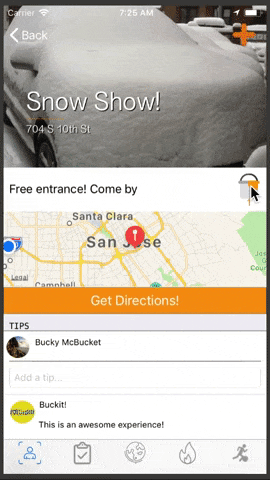 Carrier 7:25 AM
Back
Snow Show!
704 S 10th St
Free entrance! Come by
Santa Clara
San Jose
Campbell
Legal
Get Directions!
TIPS
Bucky McBucket
Add a tip...
Buckit!
This is an awesome experience!